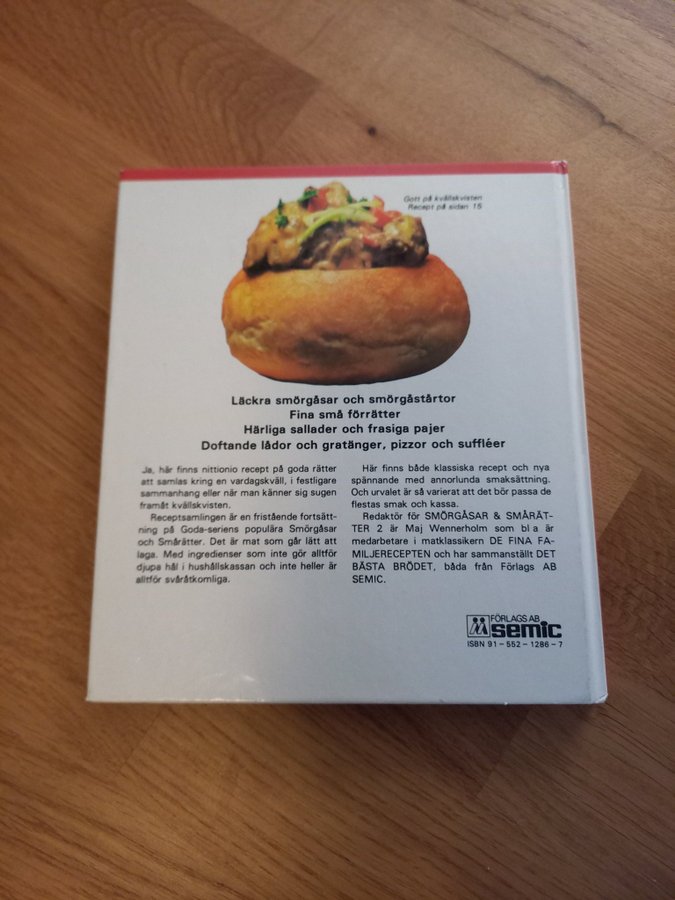 Gott på kvällskvisten
Recept på sidan 15
Läckra smörgåsar och smörgåstårtor
Fina små förrätter
Härliga sallader och frasiga pajer
Doftande lådor och gratänger, pizzor och suffléer
Ja, här finns nittionio recept på goda rätter
att samlas kring en vardagskväll, i festligare
sammanhang eller när man känner sig sugen
framåt kvällskvisten.
Receptsamlingen är en fristående fortsätt-
ning på Goda-seriens populära Smörgåsar
och Smårätter. Det är mat som går lätt att
laga. Med ingredienser som inte gör alltför
djupa hål i hushållskassan och inte heller är
alltför svåråtkomliga.
Här finns både klassiska recept och nya
spännande med annorlunda smaksättning.
Och urvalet är så varierat att det bör passa de
flestas smak och kassa.
Redaktör för SMÖRGÅSAR & SMÅRÄT-
TER 2 är Maj Wennerholm som bl a är
medarbetare i matklassikern DE FINA FA-
MILJERECEPTEN och har sammanställt DET
BÄSTA BRÖDET, båda från Förlags AB
SEMIC.
FÖRLAGS AB
semic
ISBN 91-552-1286-7